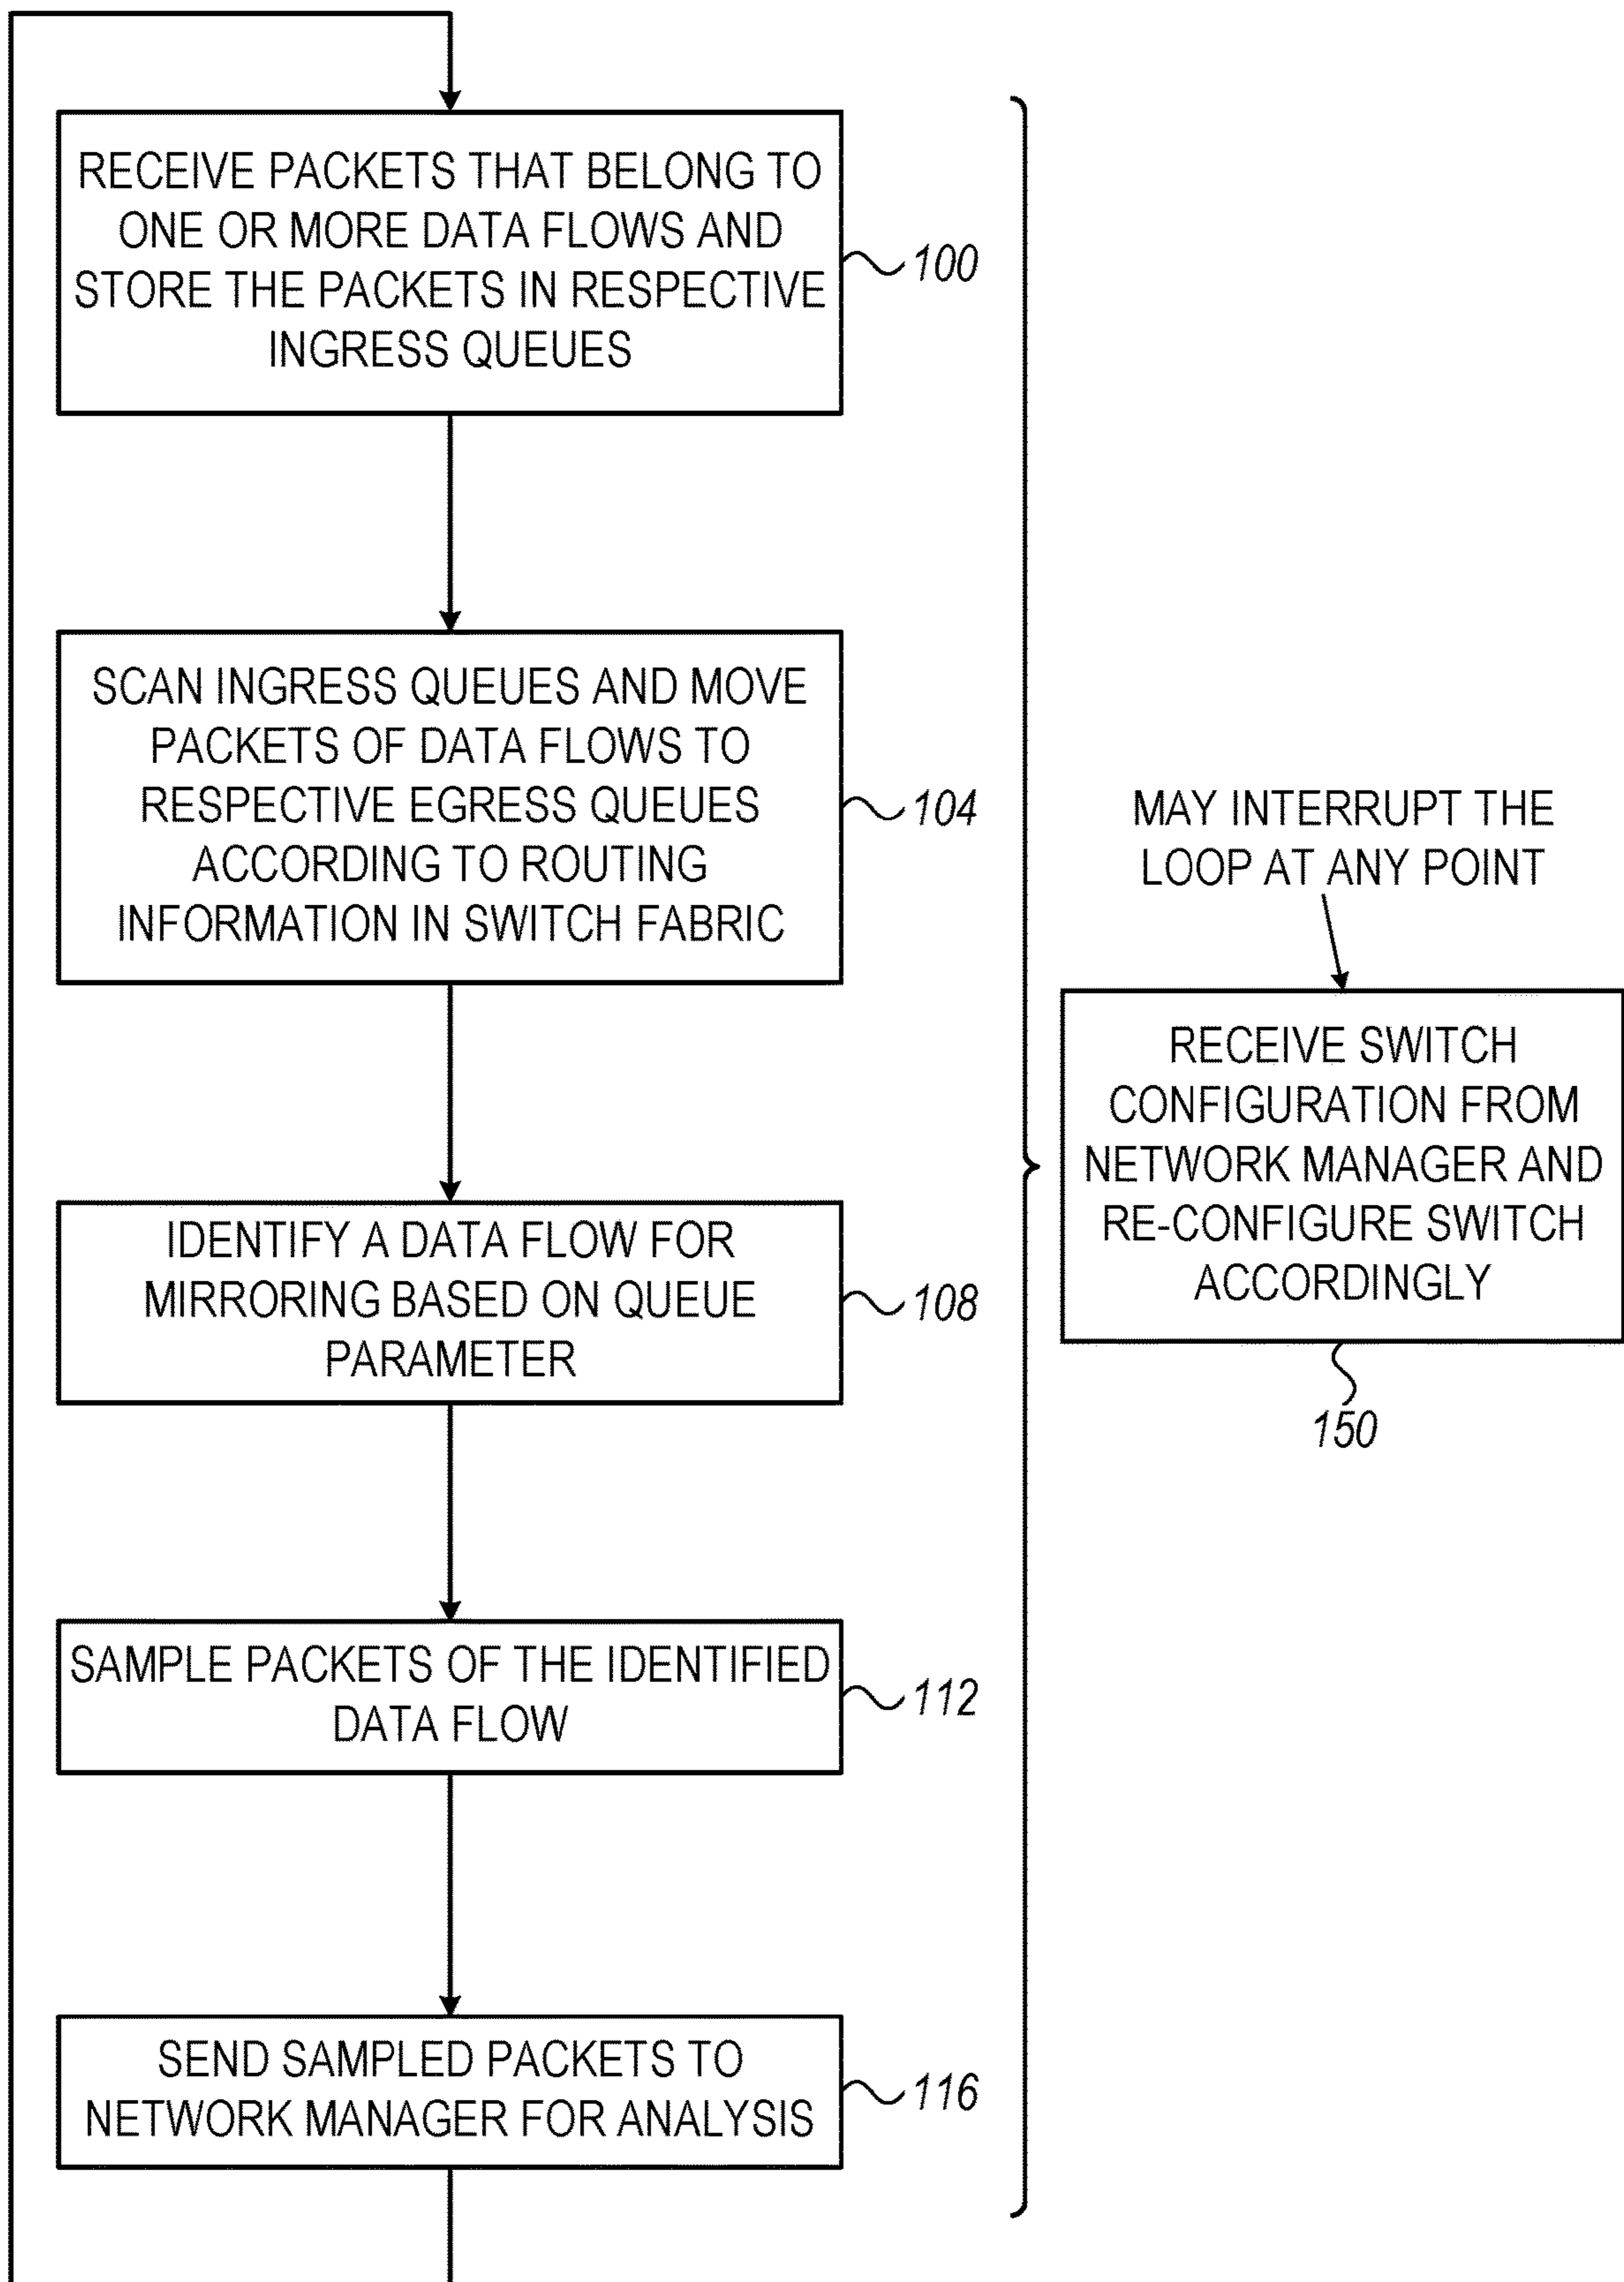 RECEIVE PACKETS THAT BELONG TO
ONE OR MORE DATA FLOWS AND
STORE THE PACKETS IN RESPECTIVE
INGRESS QUEUES
100
SCAN INGRESS QUEUES AND MOVE
PACKETS OF DATA FLOWS TO
RESPECTIVE EGRESS QUEUES
ACCORDING TO ROUTING
INFORMATION IN SWITCH FABRIC
104
IDENTIFY A DATA FLOW FOR
MIRRORING BASED ON QUEUE
PARAMETER
108
SAMPLE PACKETS OF THE IDENTIFIED
DATA FLOW
112
SEND SAMPLED PACKETS TO
NETWORK MANAGER FOR ANALYSIS
116
MAY INTERRUPT THE
LOOP AT ANY POINT
RECEIVE SWITCH
CONFIGURATION FROM
NETWORK MANAGER AND
RE-CONFIGURE SWITCH
ACCORDINGLY
150